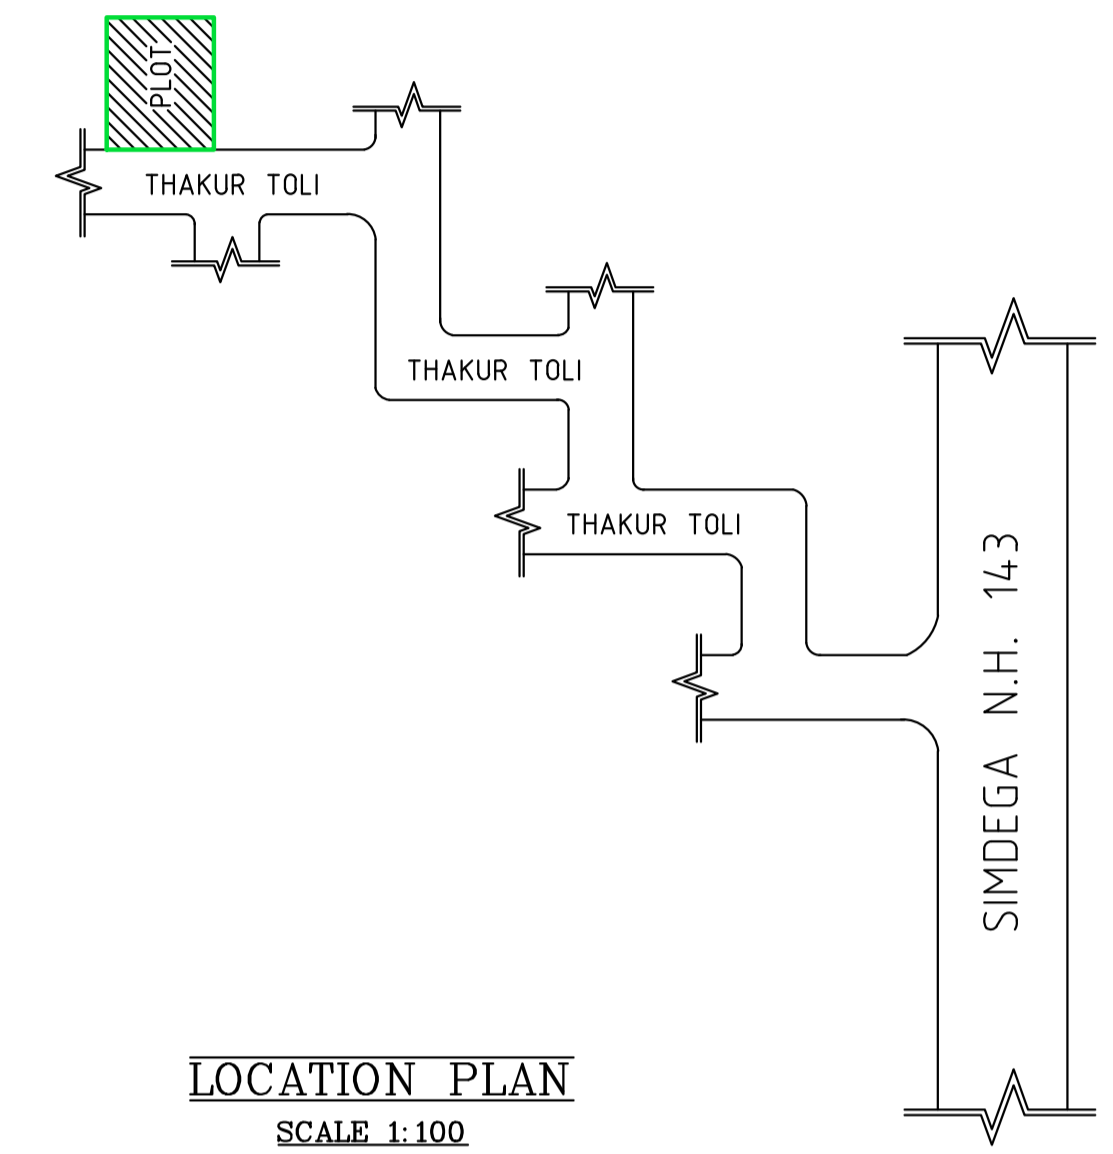 PLOT
THAKUR TOLI
THAKUR TOLI
THAKUR TOLI
SIMDEGA N.H. 143
LOCATION PLAN
SCALE 1:100